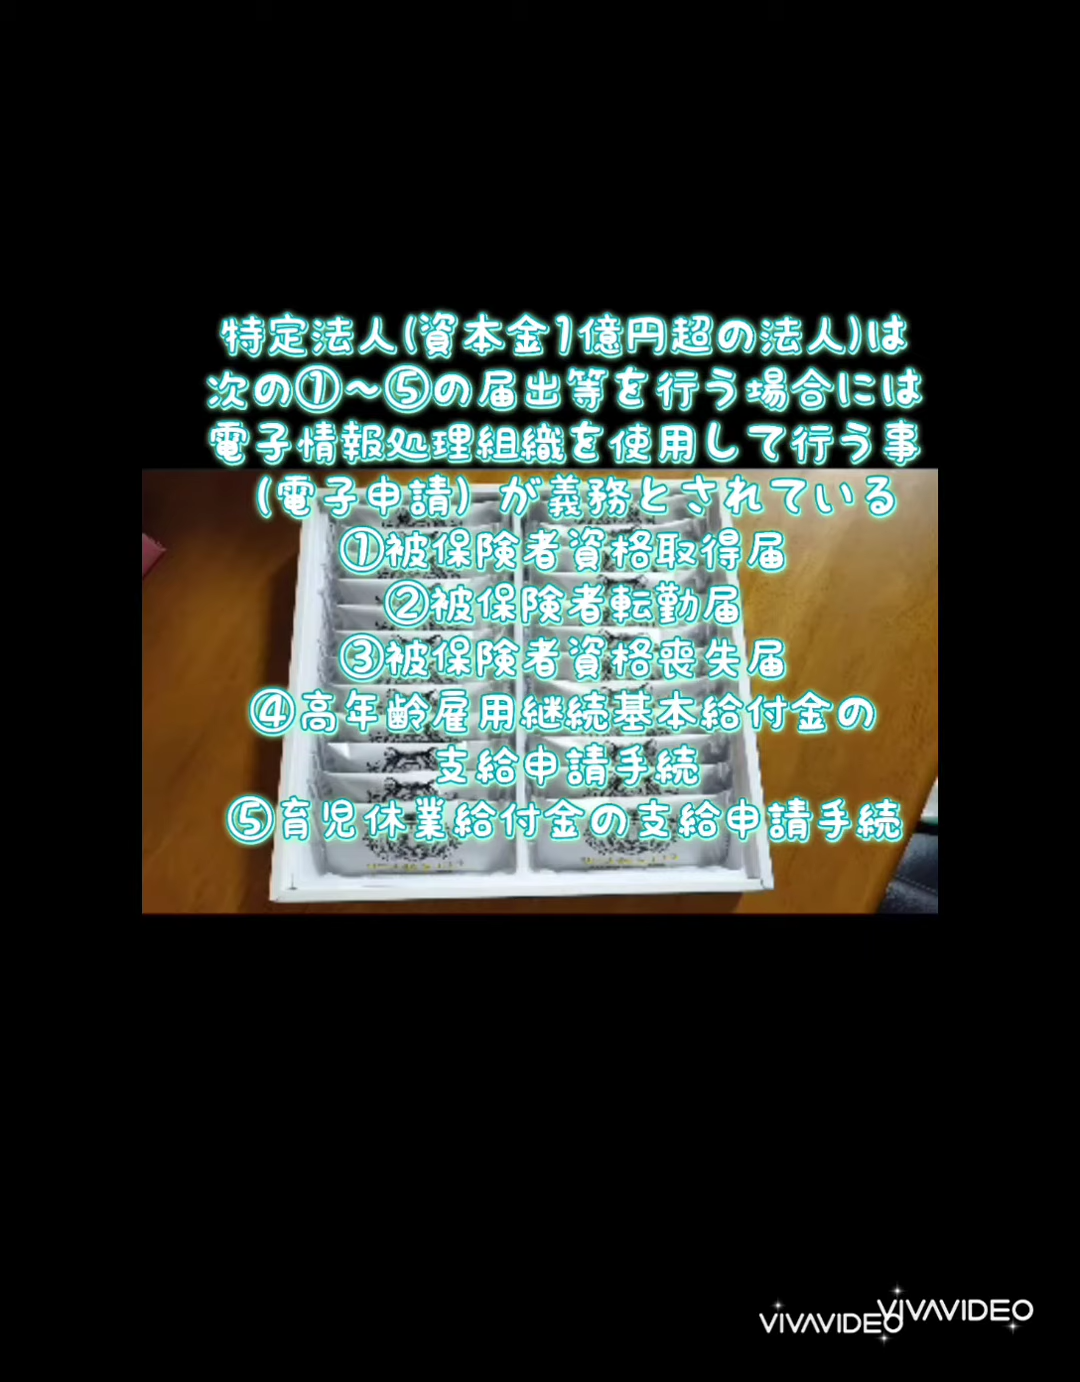 特定法人(資本金1億円超の法人)は
次の①～⑤の届出等を行う場合には
電子情報処理組織を使用して行う事
(電子申請)が義務とされている
①被保険者資格取得届
②被保険者転勤届
③被保険者資格喪失届
④高年齢雇用継続基本給付金の
支給申請手続
⑤育児休業給付金の支給申請手続
VIVAVIDEO
VIVAVIDEO